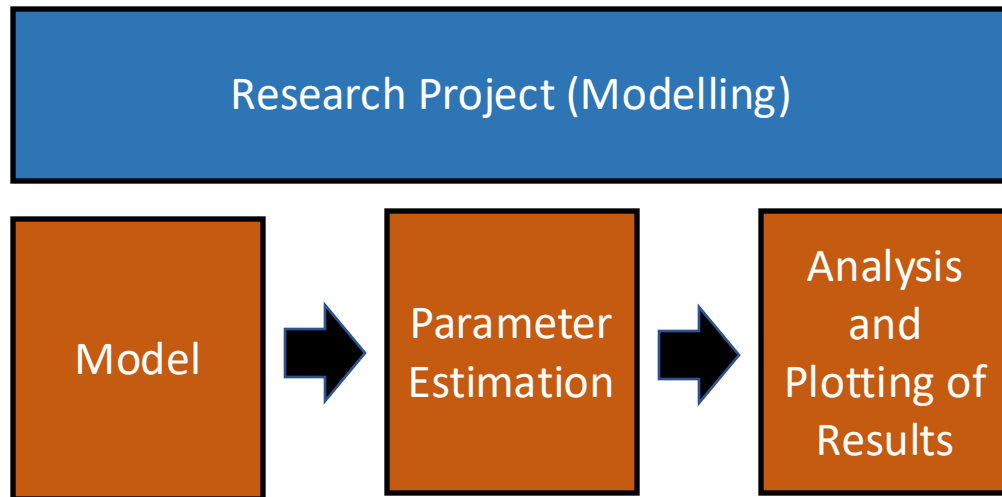 Research Project (Modelling)
Model
Parameter
Estimation
Analysis
and
Plotting of
Results